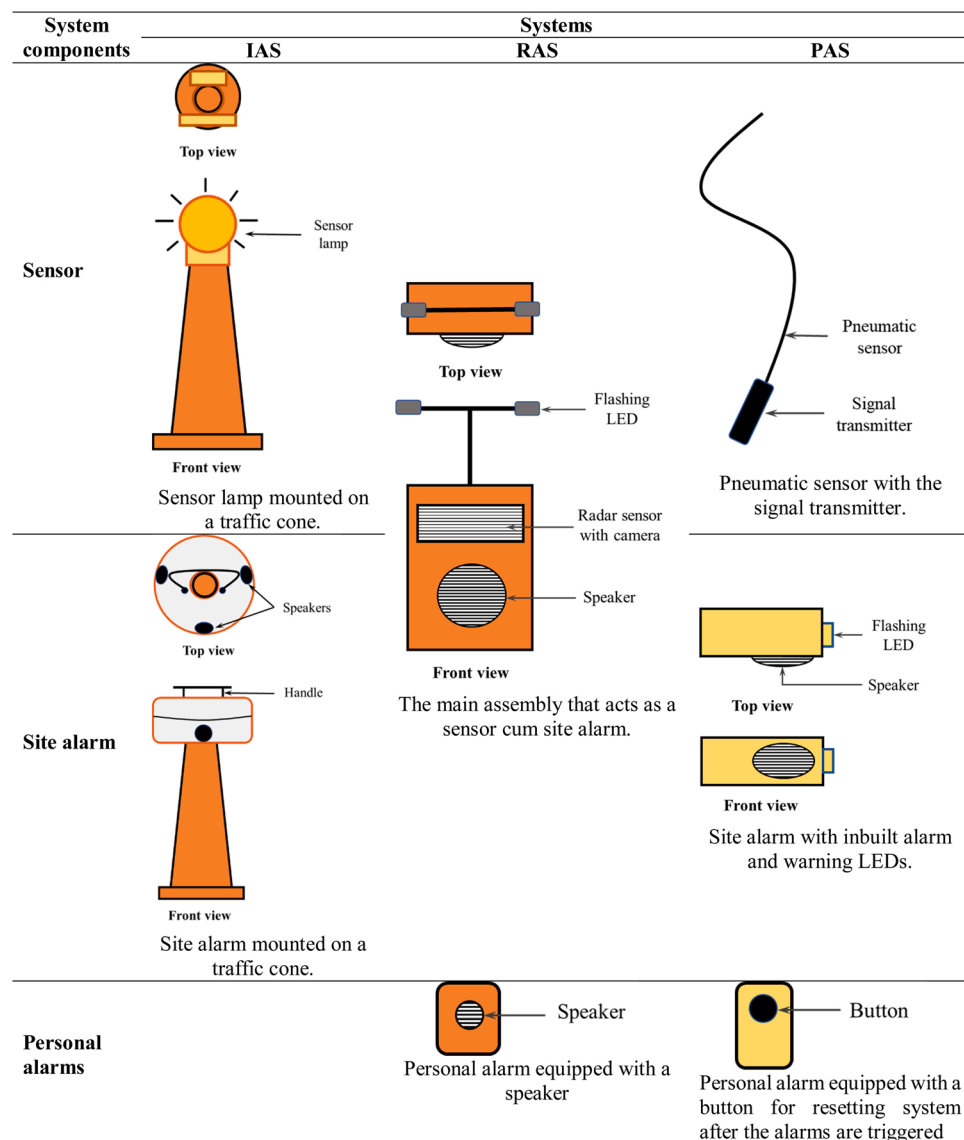 System components
Systems
IAS
RAS
PAS
Sensor
Top view
Sensor
lamp
Front view
Sensor lamp mounted on
a traffic cone.
Top view
Flashing
LED
Radar sensor
with camera
Speaker
Front view
The main assembly that acts as a
sensor cum site alarm.
Pneumatic
sensor
Signal
transmitter
Pneumatic sensor with the
signal transmitter.
Site alarm
Speakers
Top view
Handle
Front view
Site alarm mounted on a
traffic cone.
Flashing
LED
Speaker
Top view
Front view
Site alarm with inbuilt alarm
and warning LEDs.
Personal
alarms
Speaker
Personal alarm equipped with a
speaker
Button
Personal alarm equipped with a
button for resetting system
after the alarms are triggered